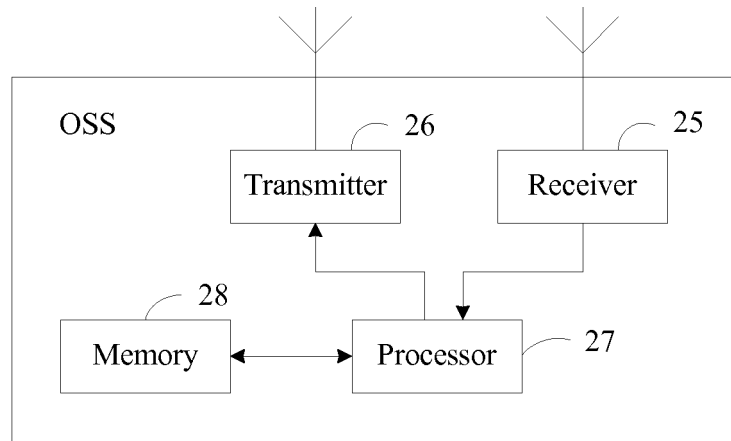 OSS
26
25
Transmitter
Receiver
28
27
Memory
Processor